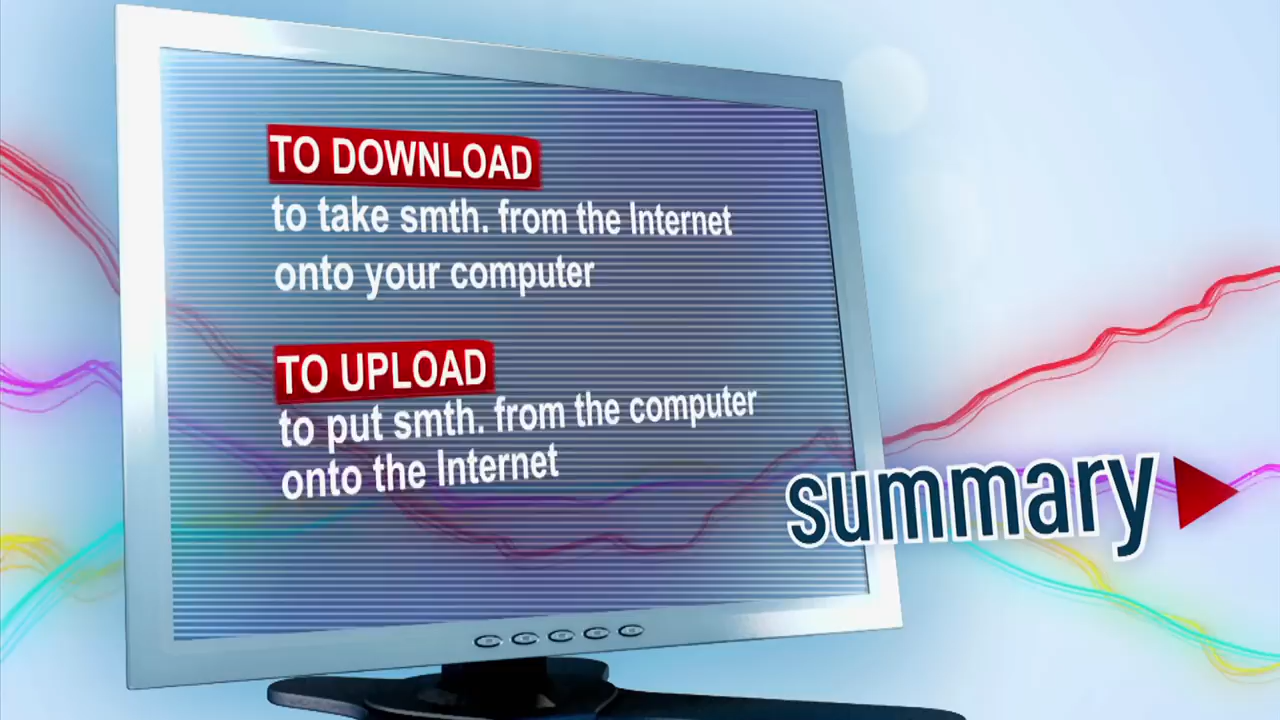 TO DOWNLOAD
to take smth. from the Internet
onto your computer
TO UPLOAD
to put smth. from the computer
onto the Internet
summary